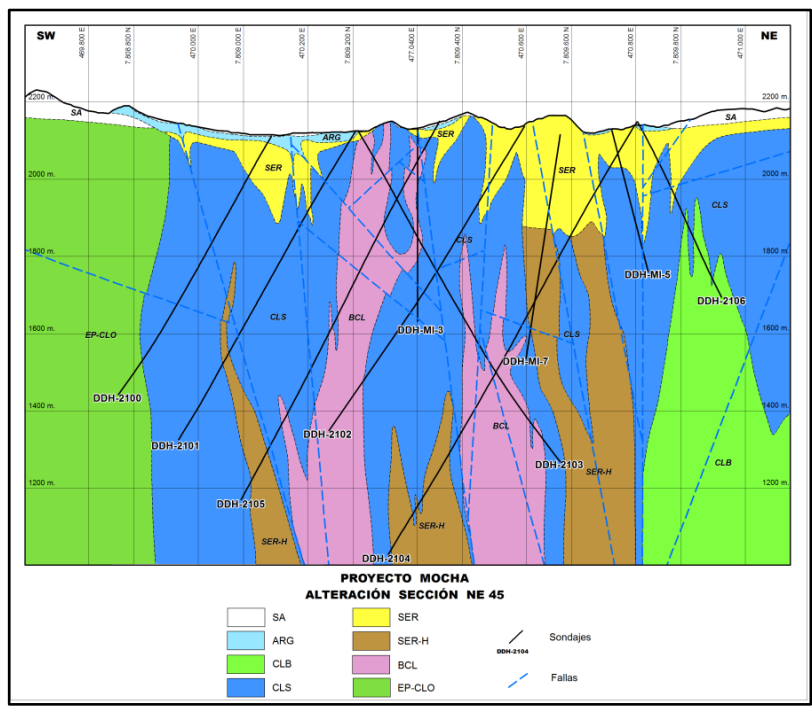 SW
NE
469.800 E
7.808.800 N
470.000 E
7.809.000 N
470.200 E
7.809.200 N
477.0400 E
7.809.400 N
470.600 E
7.809.600 N
470.800 E
7.809.800 N
471.000 E
2200 m.
2200 m.
SA
SA
ARG
SER
SER
SER
2000 m.
2000 m.
CLS
CLS
1800 m.
1800 m.
DDH-MI-5
DDH-2106
EP-CLO
CLS
BCL
DDH-MI-3
CLS
1600 m.
1600 m.
DDH-MI-7
DDH-2100
1400 m.
1400 m.
DDH-2101
DDH-2102
BCL
DDH-2103
CLB
SER-H
1200 m.
1200 m.
DDH-2105
SER-H
SER-H
DDH-2104
PROYECTO MOCHA
ALTERACIÓN SECCIÓN NE 45
SA
SER
ARG
SER-H
Sondajes
DDH-2104
CLB
BCL
CLS
EP-CLO
Fallas